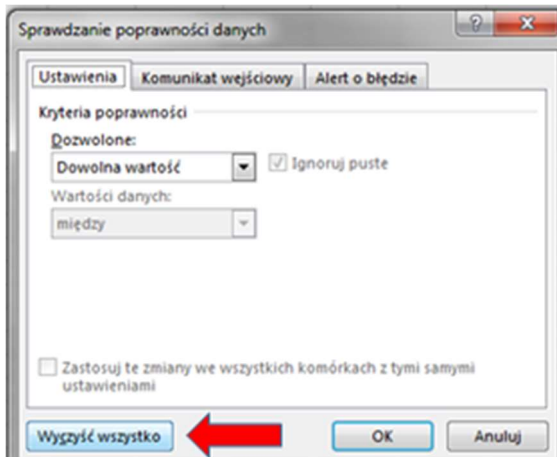 Sprawdzanie poprawności danych
Ustawienia Komunikat wejściowy Alert o błędzie
Kryteria poprawności
Dozwolone:
Dowolna wartość Ignoruj puste
Wartości danych:
między
Zastosuj te zmiany we wszystkich komórkach z tymi samymi
ustawieniami
Wyczyść wszystko OK Anuluj